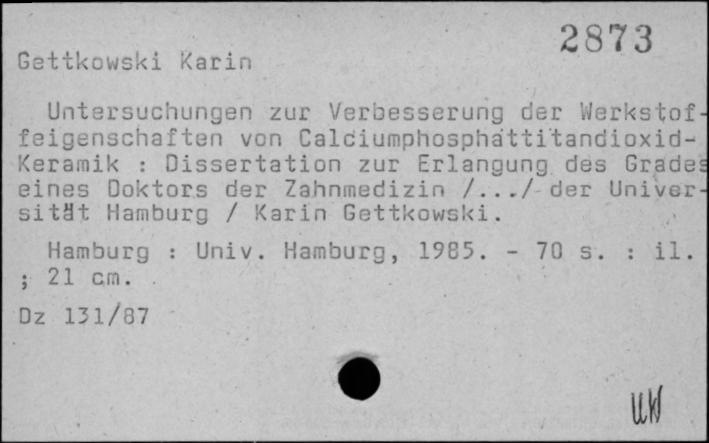 2873
Gettkowski Karin
Untersuchungen zur Verbesserung der Werkstof-
feigenschaften von Calciumphosphattitandioxid-
Keramik : Dissertation zur Erlangung des Grades
eines Doktors der Zahnmedizin /.../ der Univer-
sität Hamburg / Karin Gettkowski.
Hamburg : Univ. Hamburg, 1985. - 70 s. : il.
; 21 cm.
Dz 131/87
UW